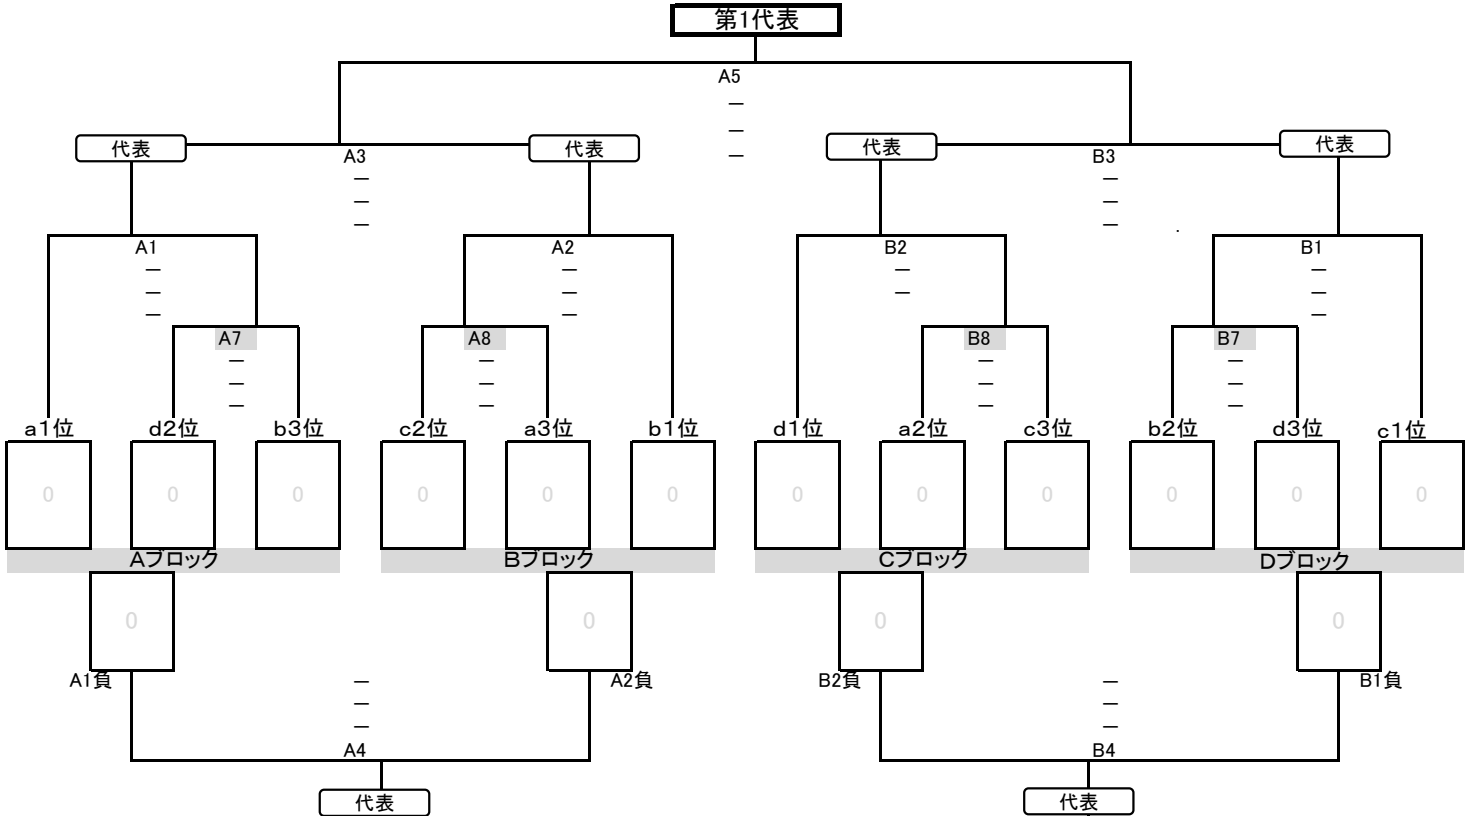 第1代表
A5
—
—
—
代表 代表 代表 代表
A3 B3
— —
— —
— —
A1 A2 B2 B1
— — — —
— — — —
— — —
A7 A8 B8 B7
— — — —
— — — —
— — — —
a1位 d2位 b3位 c2位 a3位 b1位 d1位 a2位 c3位 b2位 d3位 c1位
0 0 0 0 0 0 0 0 0 0 0 0
Aブロック Bブロック Cブロック Dブロック
0 0 0 0
A1負 A2負 B2負 B1負
— —
— —
— —
A4 B4
代表 代表